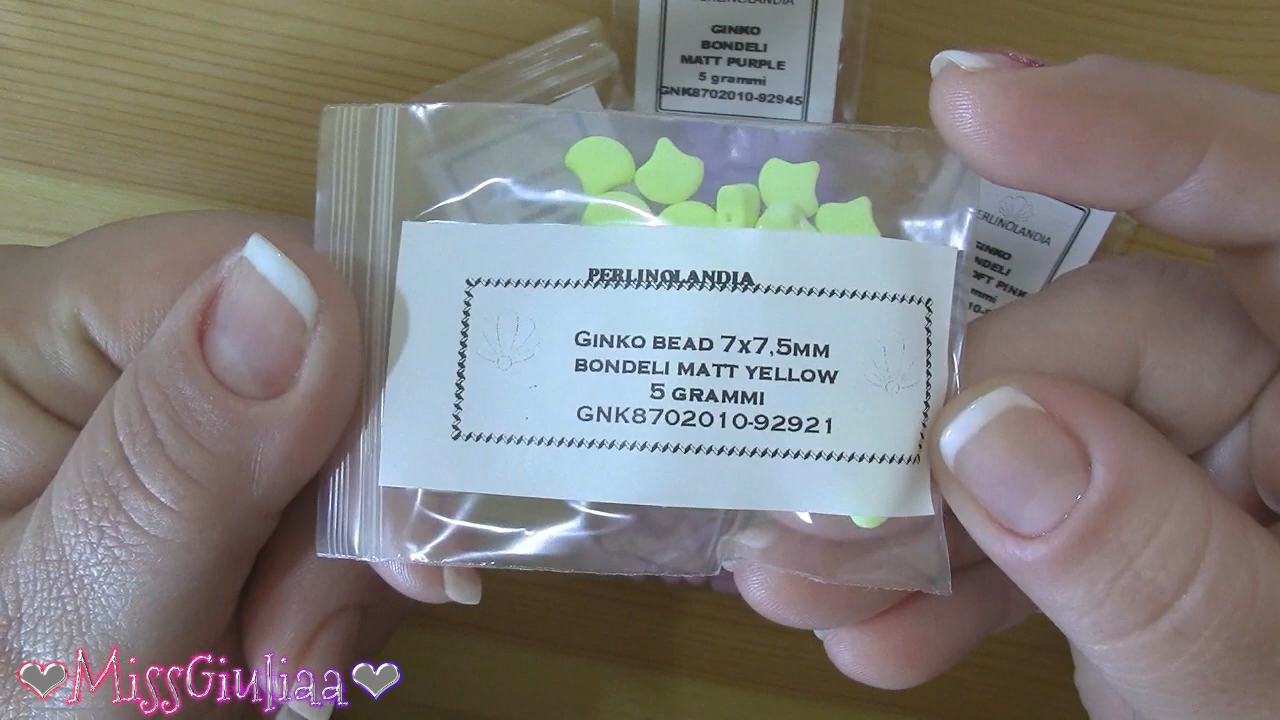 PERLINOLANDIA
GINKO
BONDELI
MATT PURPLE
5 grammi
GNK8702010-92945
PERLINOLANDIA
GINKO
PERLINOLANDIA
GINKO BEAD 7X7,5MM
BONDELI MATT YELLOW
5 GRAMMI
GNK8702010-92921
MissGiuliaa